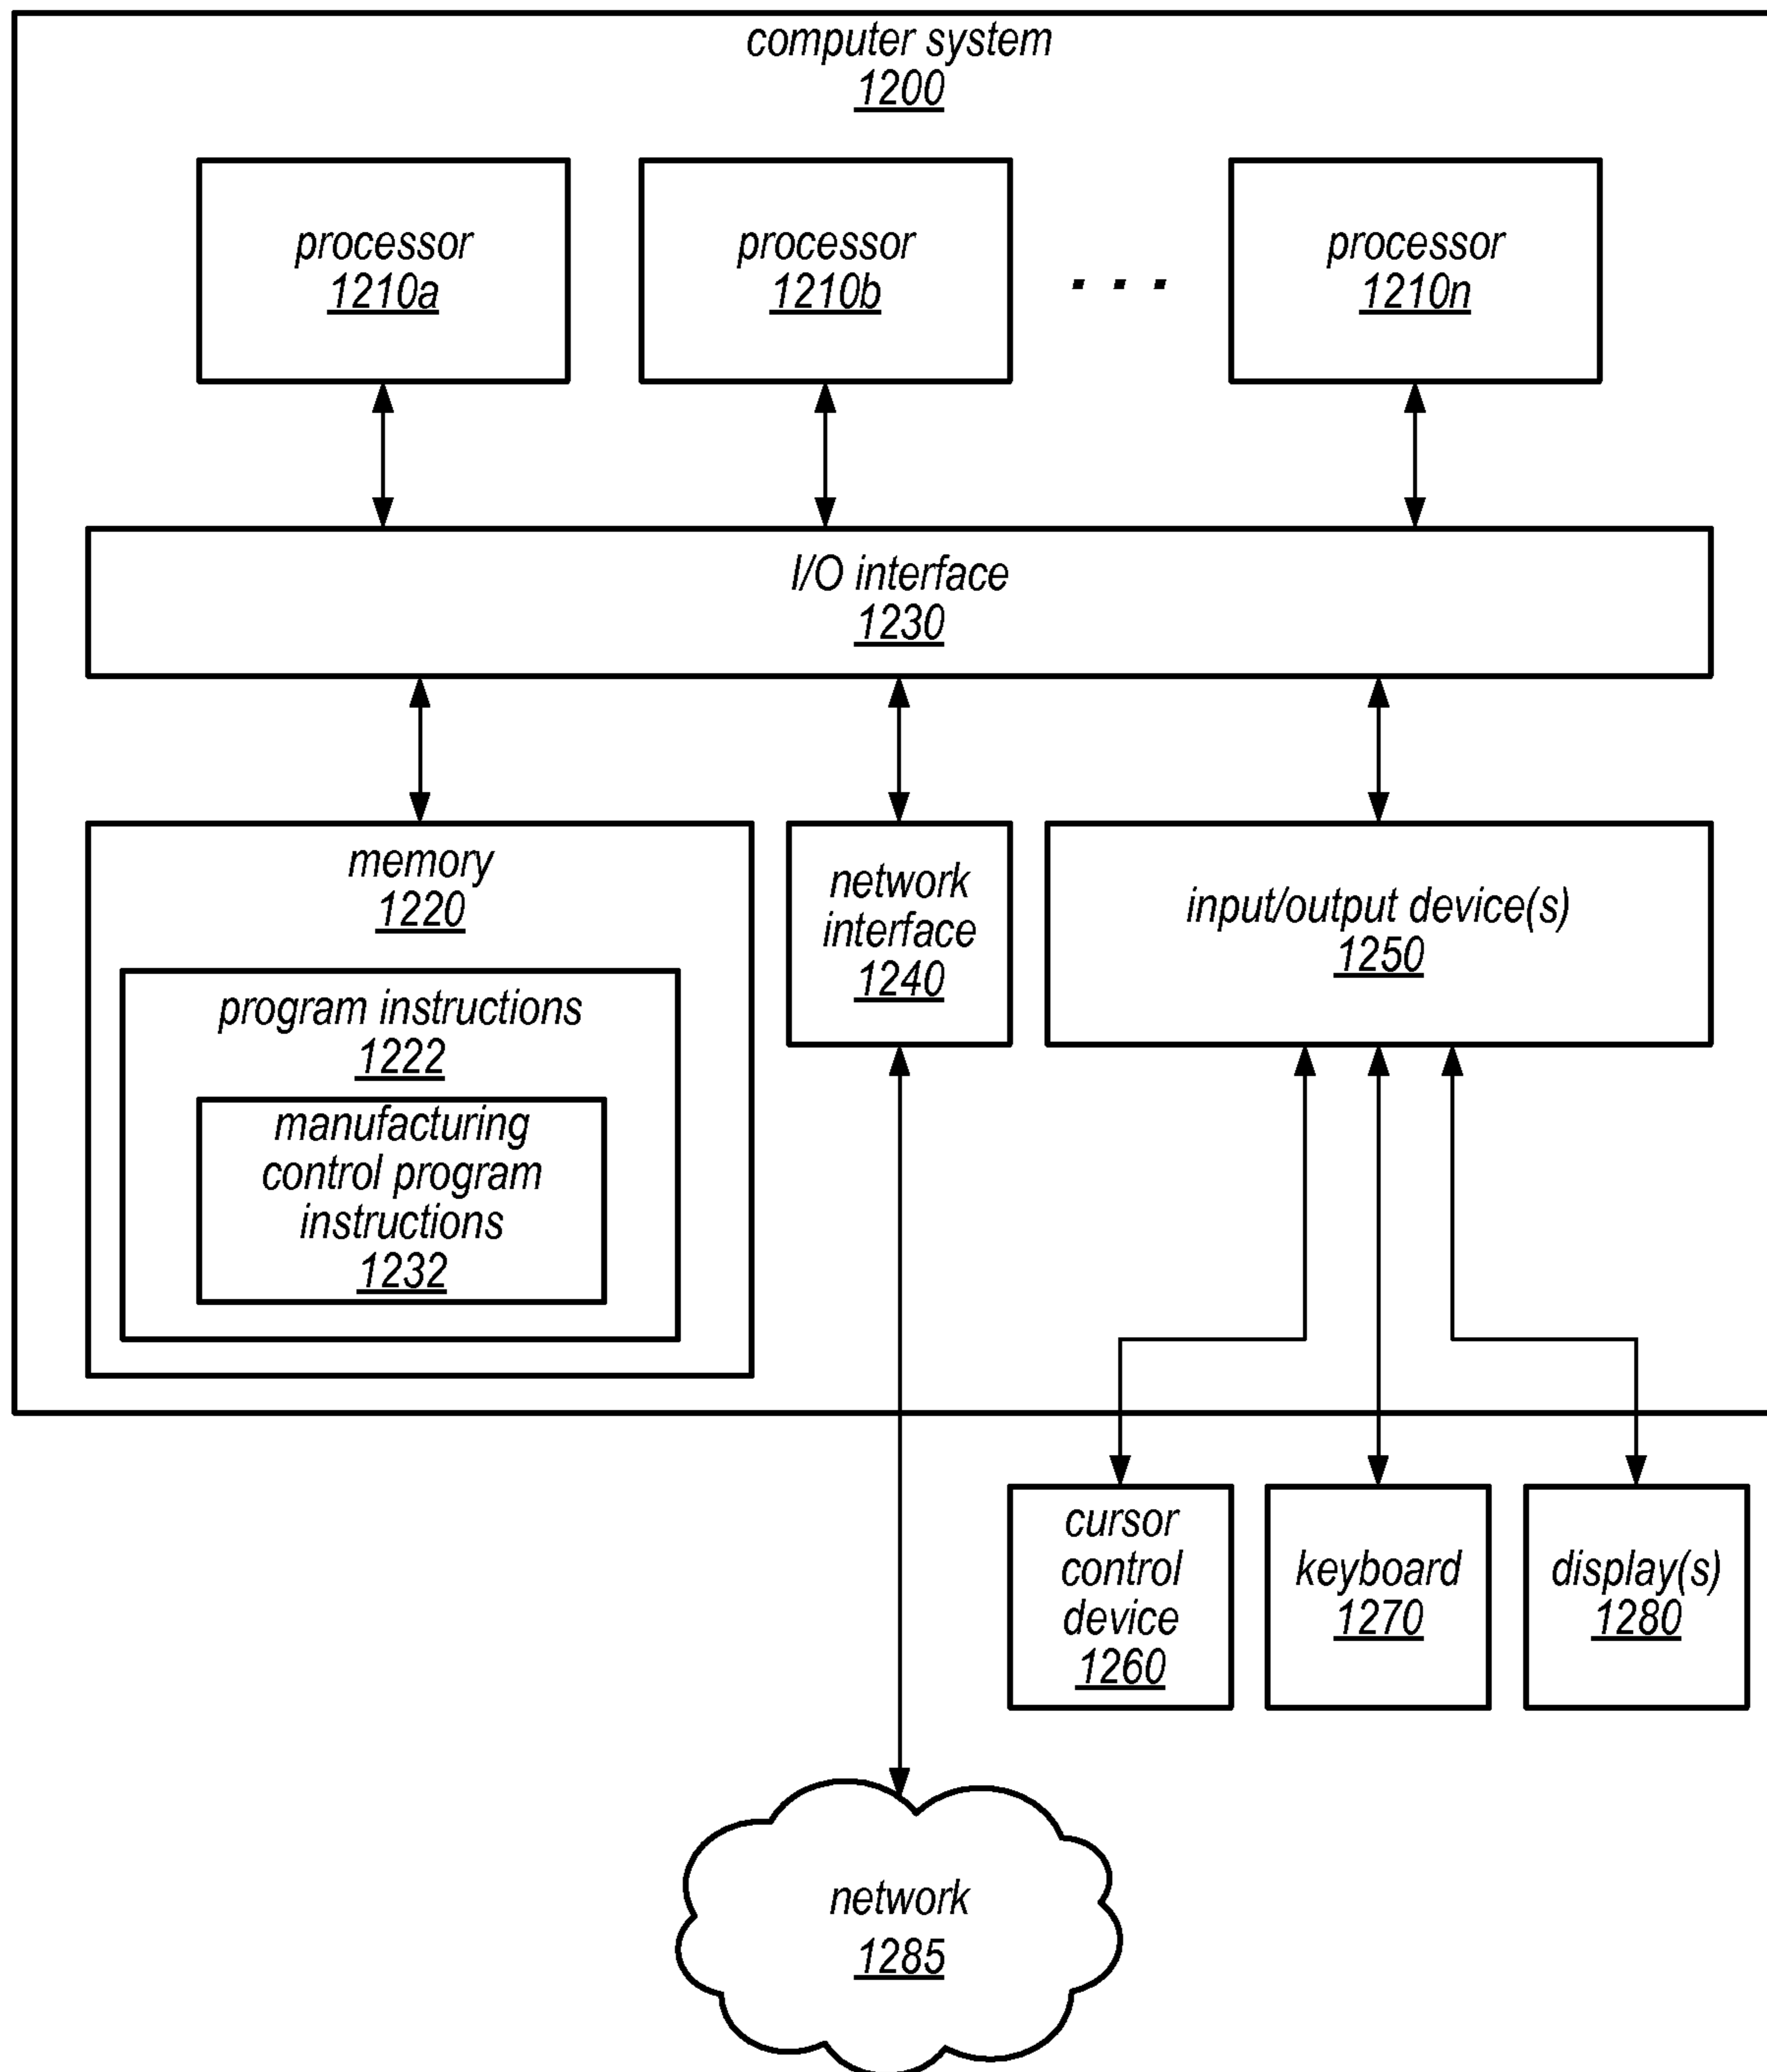 computer system
1200
processor
1210a
processor
1210b
. . .
processor
1210n
I/O interface
1230
memory
1220
program instructions
1222
manufacturing
control program
instructions
1232
network
interface
1240
input/output device(s)
1250
cursor
control
device
1260
keyboard
1270
display(s)
1280
network
1285